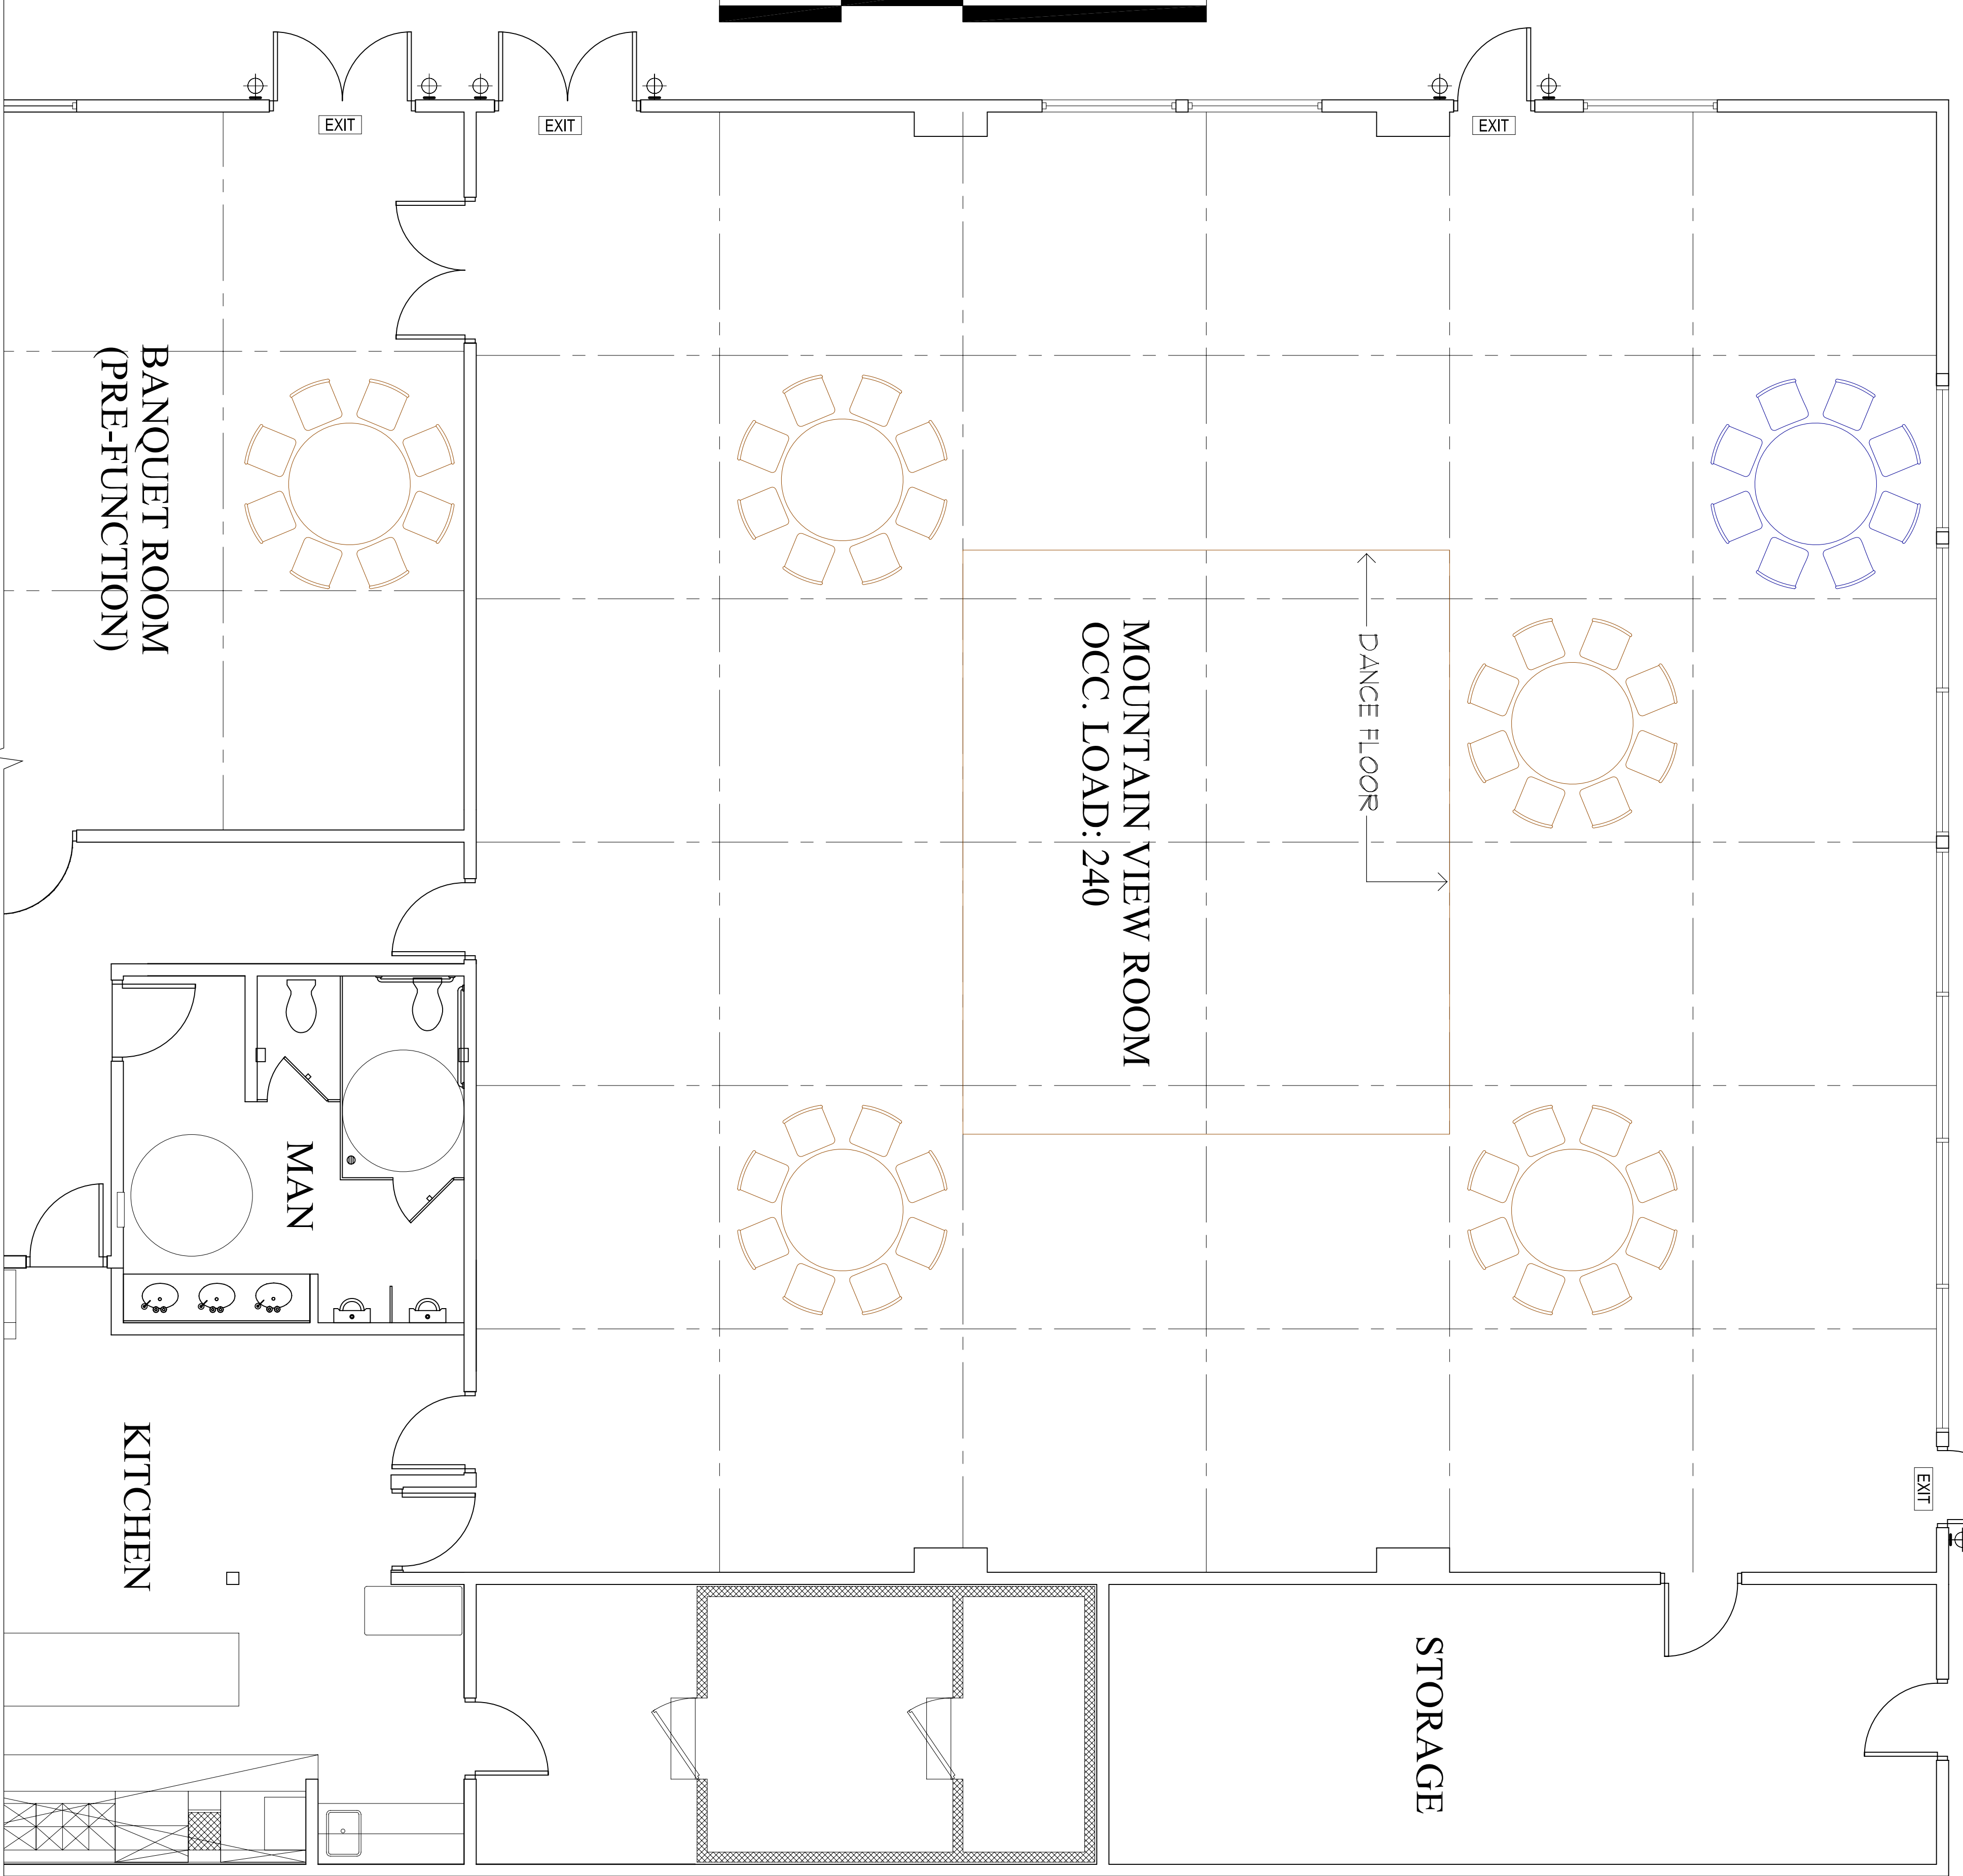 EXIT
EXIT
EXIT
BANQUET ROOM
(PRE-FUNCTION)
MOUNTAIN VIEW ROOM
OCC. LOAD: 240
DANCE FLOOR
MAN
KITCHEN
EXIT
STORAGE